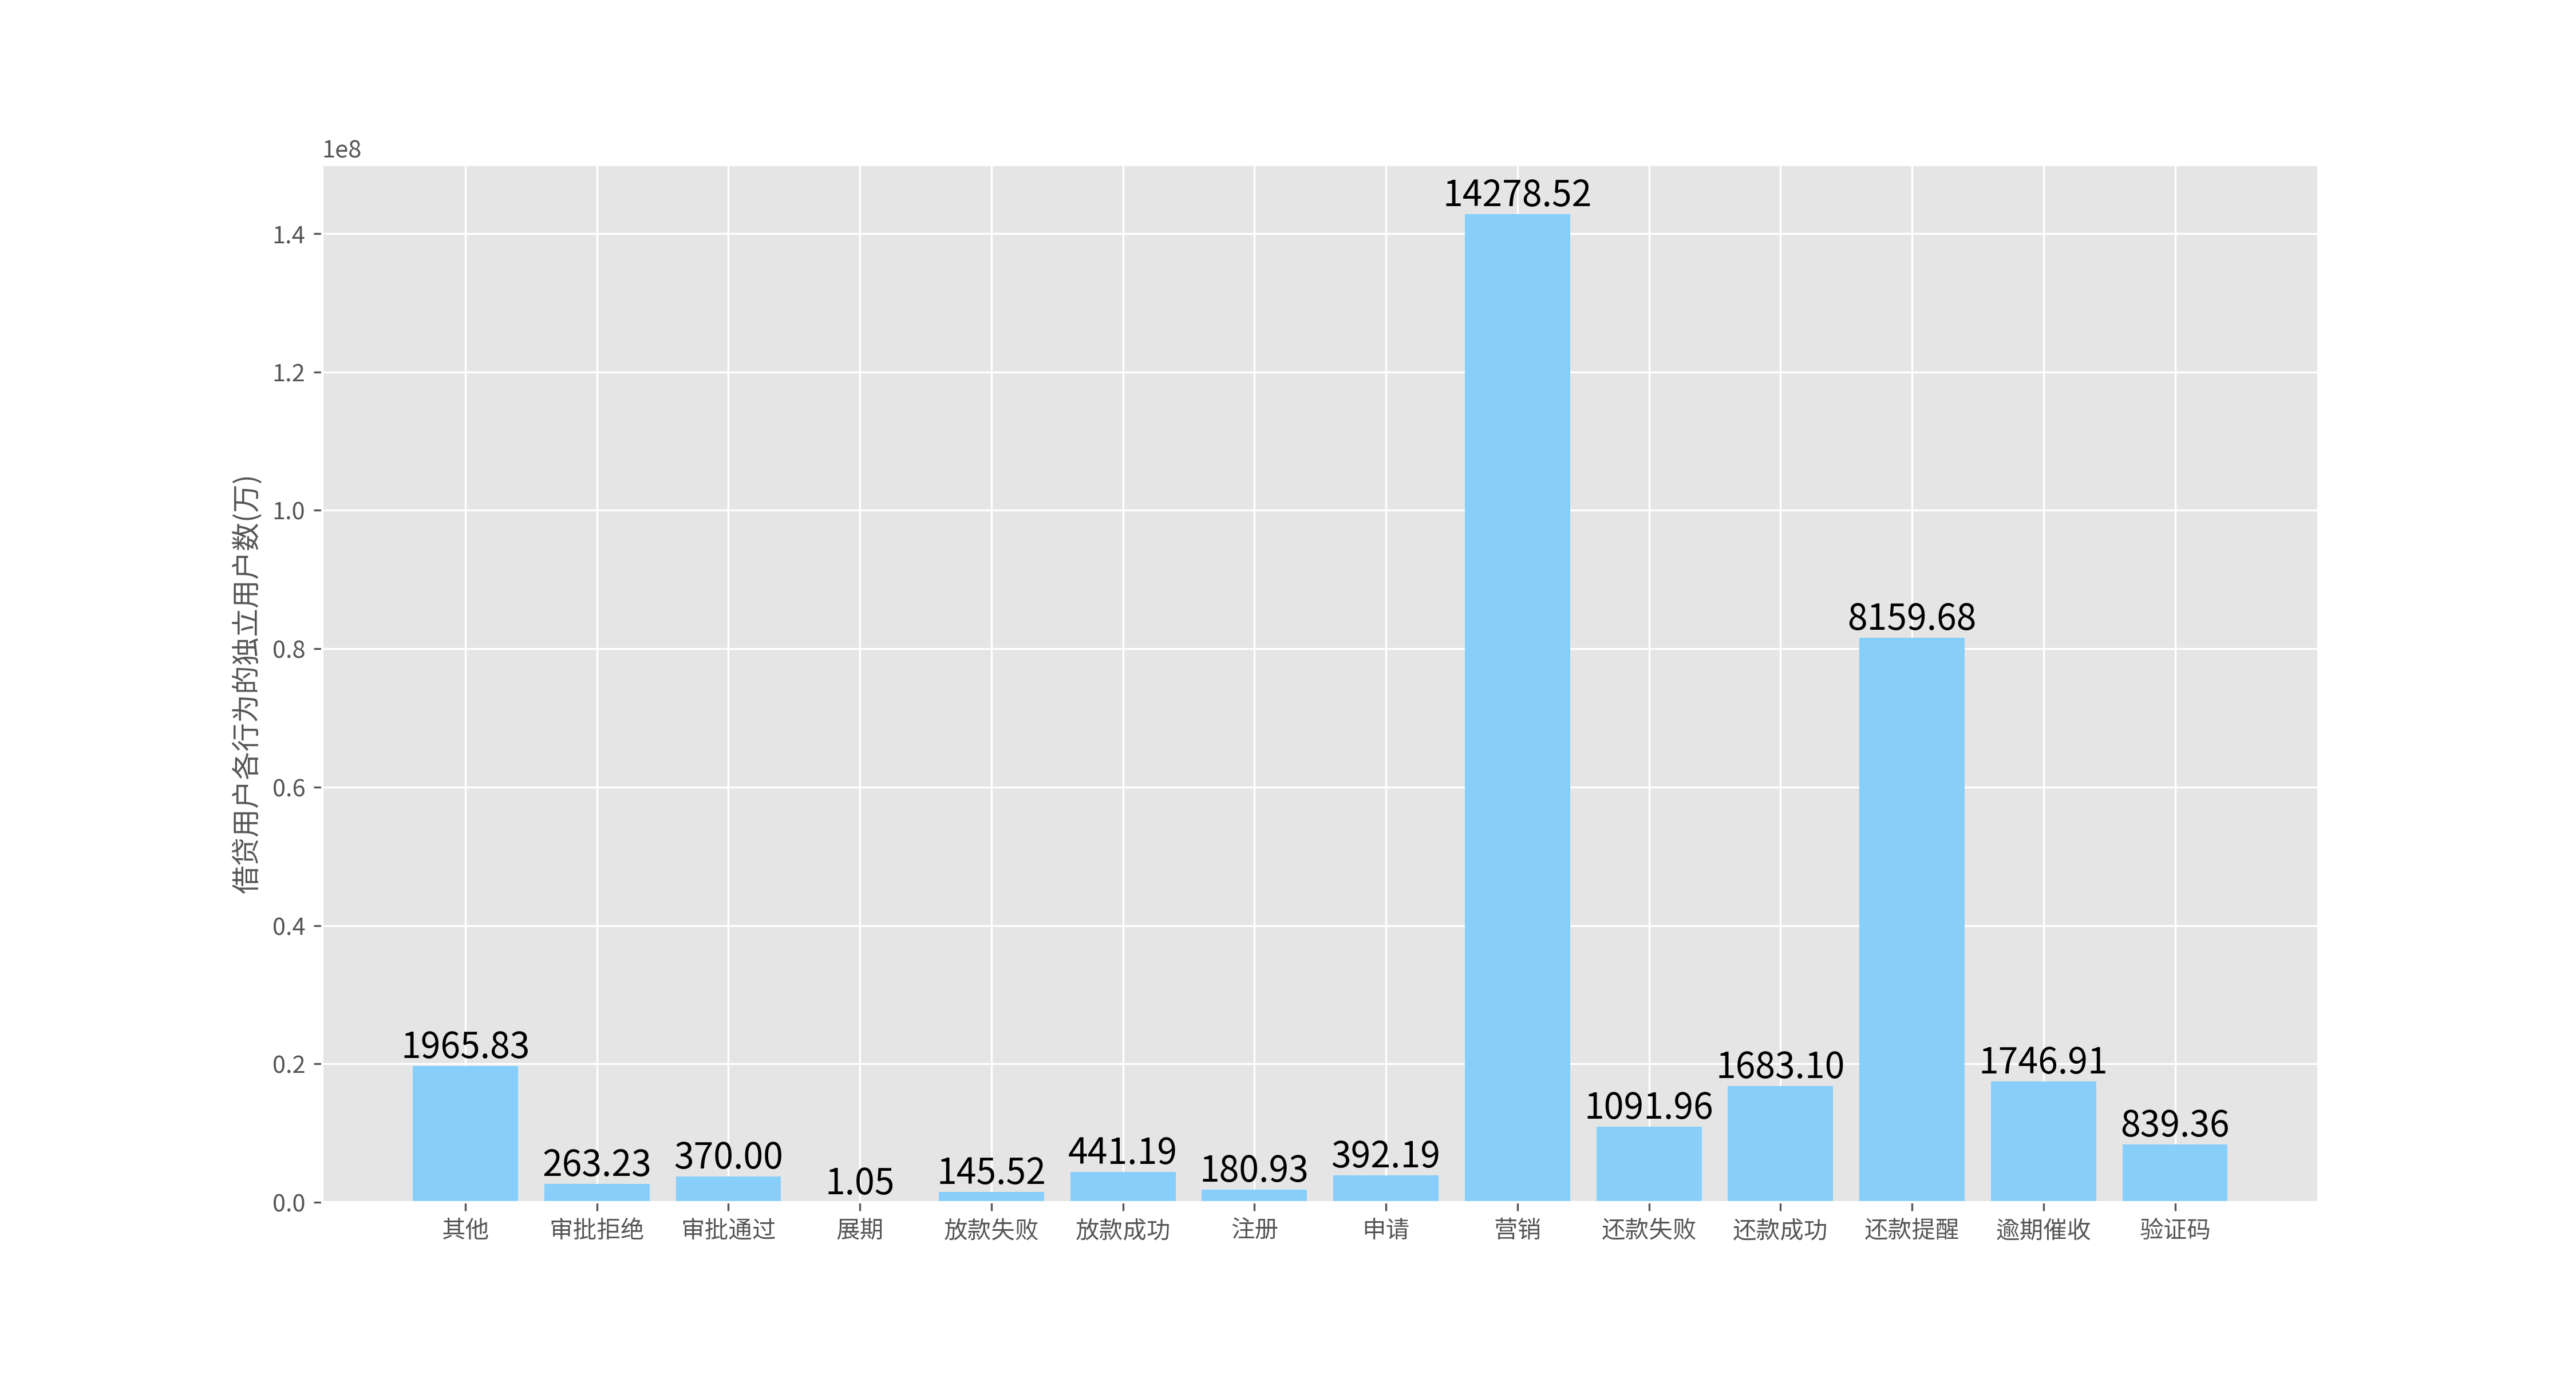 1e8
1.4
1.2
1.0
0.8
0.6
0.4
0.2
0.0
借贷用户各行为的独立用户数(万)
1965.83
263.23
370.00
1.05
145.52
441.19
180.93
392.19
14278.52
1091.96
1683.10
8159.68
1746.91
839.36
其他
审批拒绝
审批通过
展期
放款失败
放款成功
注册
申请
营销
还款失败
还款成功
还款提醒
逾期催收
验证码